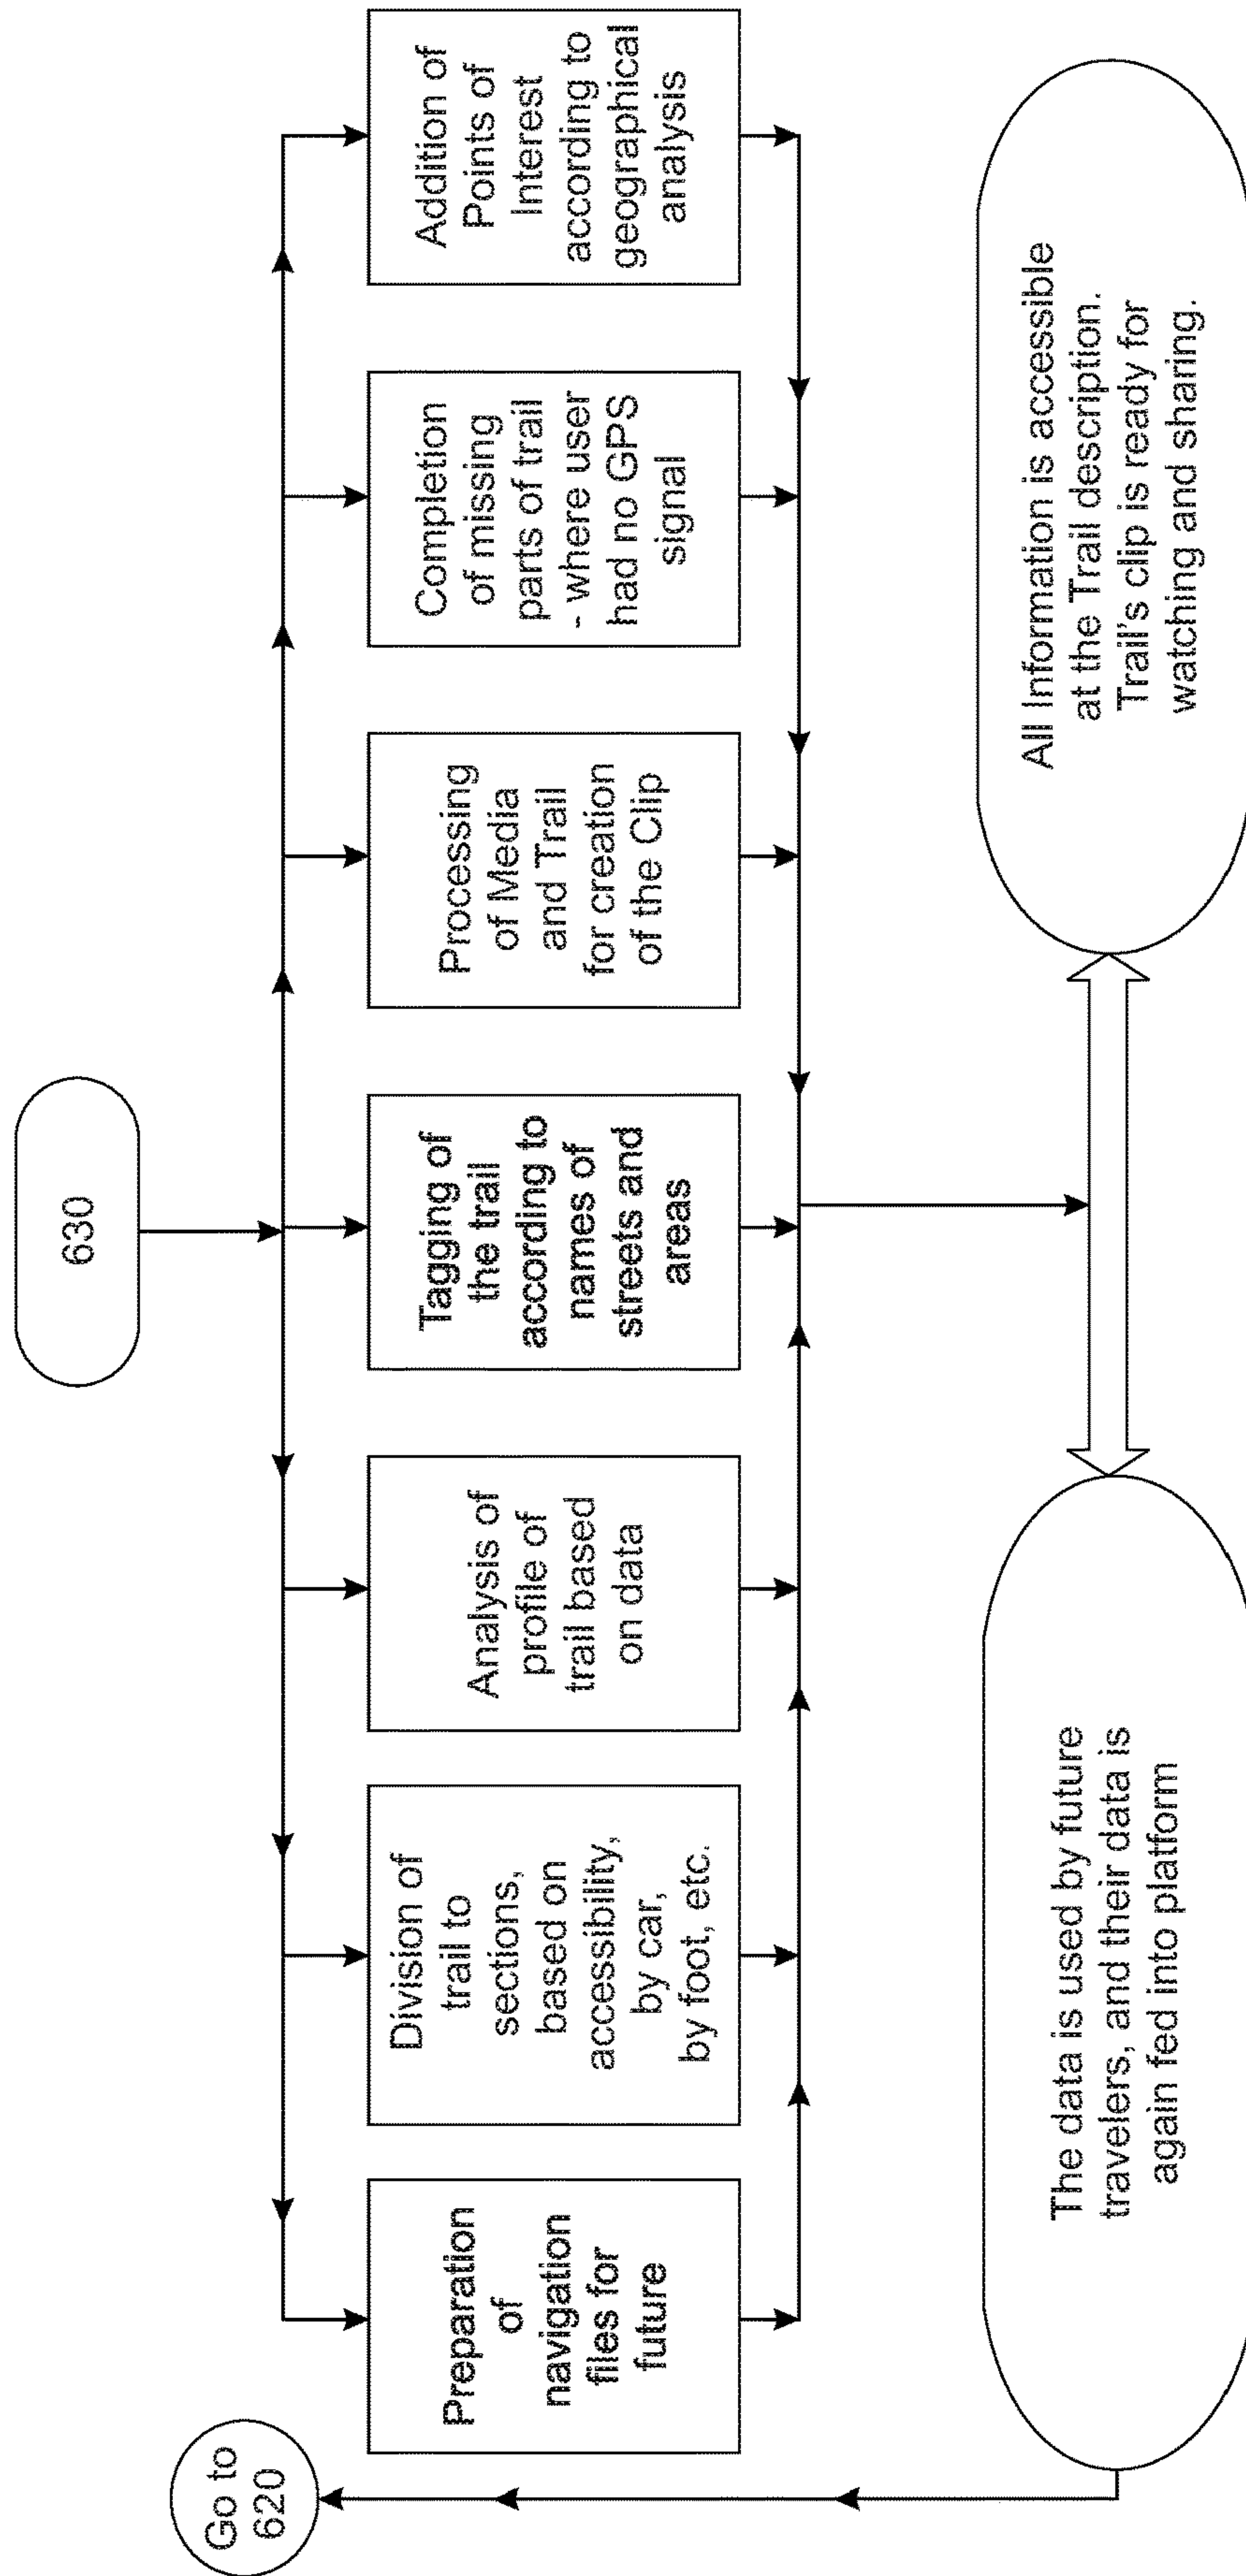 630
Go to
620
Preparation
of
navigation
files for
future
Division of
trail to
sections,
based on
accessibility,
by car,
by foot, etc.
Analysis of
profile of
trail based
on data
Tagging of
the trail
according to
names of
streets and
areas
Processing
of Media
and Trail
for creation
of the Clip
Completion
of missing
parts of trail
- where user
had no GPS
signal
Addition of
Points of
Interest
according to
geographical
analysis
The data is used by future
travelers, and their data is
again fed into platform
All Information is accessible
at the Trail description.
Trail's clip is ready for
watching and sharing.